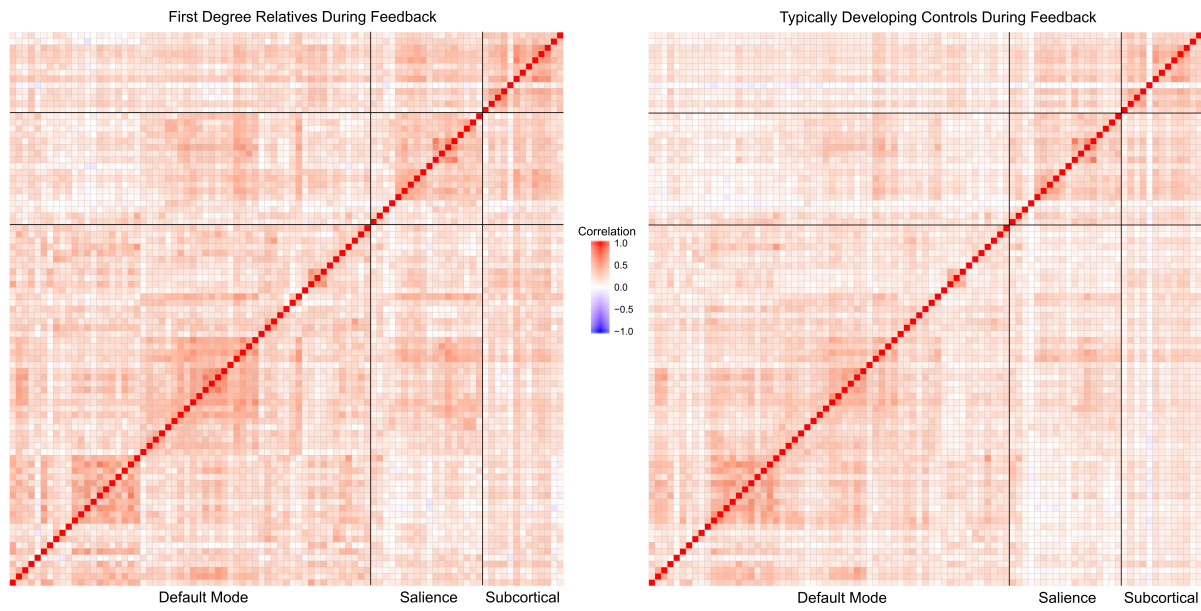 First Degree Relatives During Feedback
Typically Developing Controls During Feedback
Correlation
1.0
0.5
0.0
−0.5
−1.0
Default Mode
Salience
Subcortical
Default Mode
Salience
Subcortical